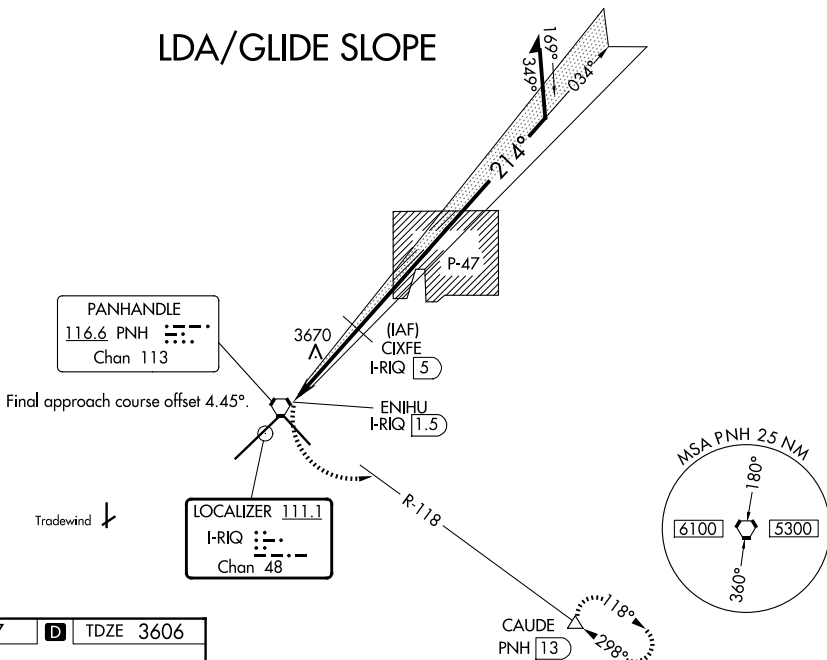 LDA/GLIDE SLOPE
169°
349°
034°
214°
P-47
PANHANDLE
116.6 PNH
Chan 113
3670
(IAF)
CIXFE
I-RIQ 5
Final approach course offset 4.45°.
ENIHU
I-RIQ 1.5
MSA PNH 25 NM
180°
6100
5300
360°
Tradewind
LOCALIZER 111.1
I-RIQ
Chan 48
R-118
CAUDE
PNH 13
118°
298°
7
D
TDZE 3606